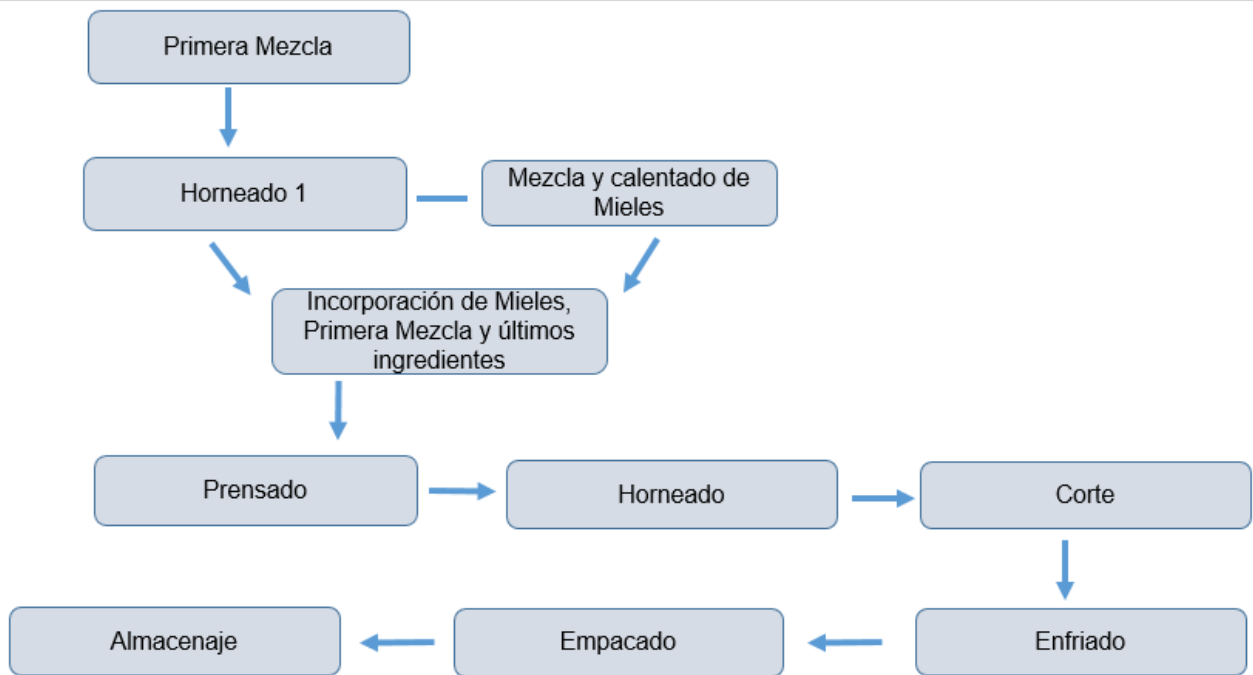 Primera Mezcla
Horneado 1
Mezcla y calentado de
Mieles
Incorporación de Mieles,
Primera Mezcla y últimos
ingredientes
Prensado
Horneado
Corte
Almacenaje
Empacado
Enfriado